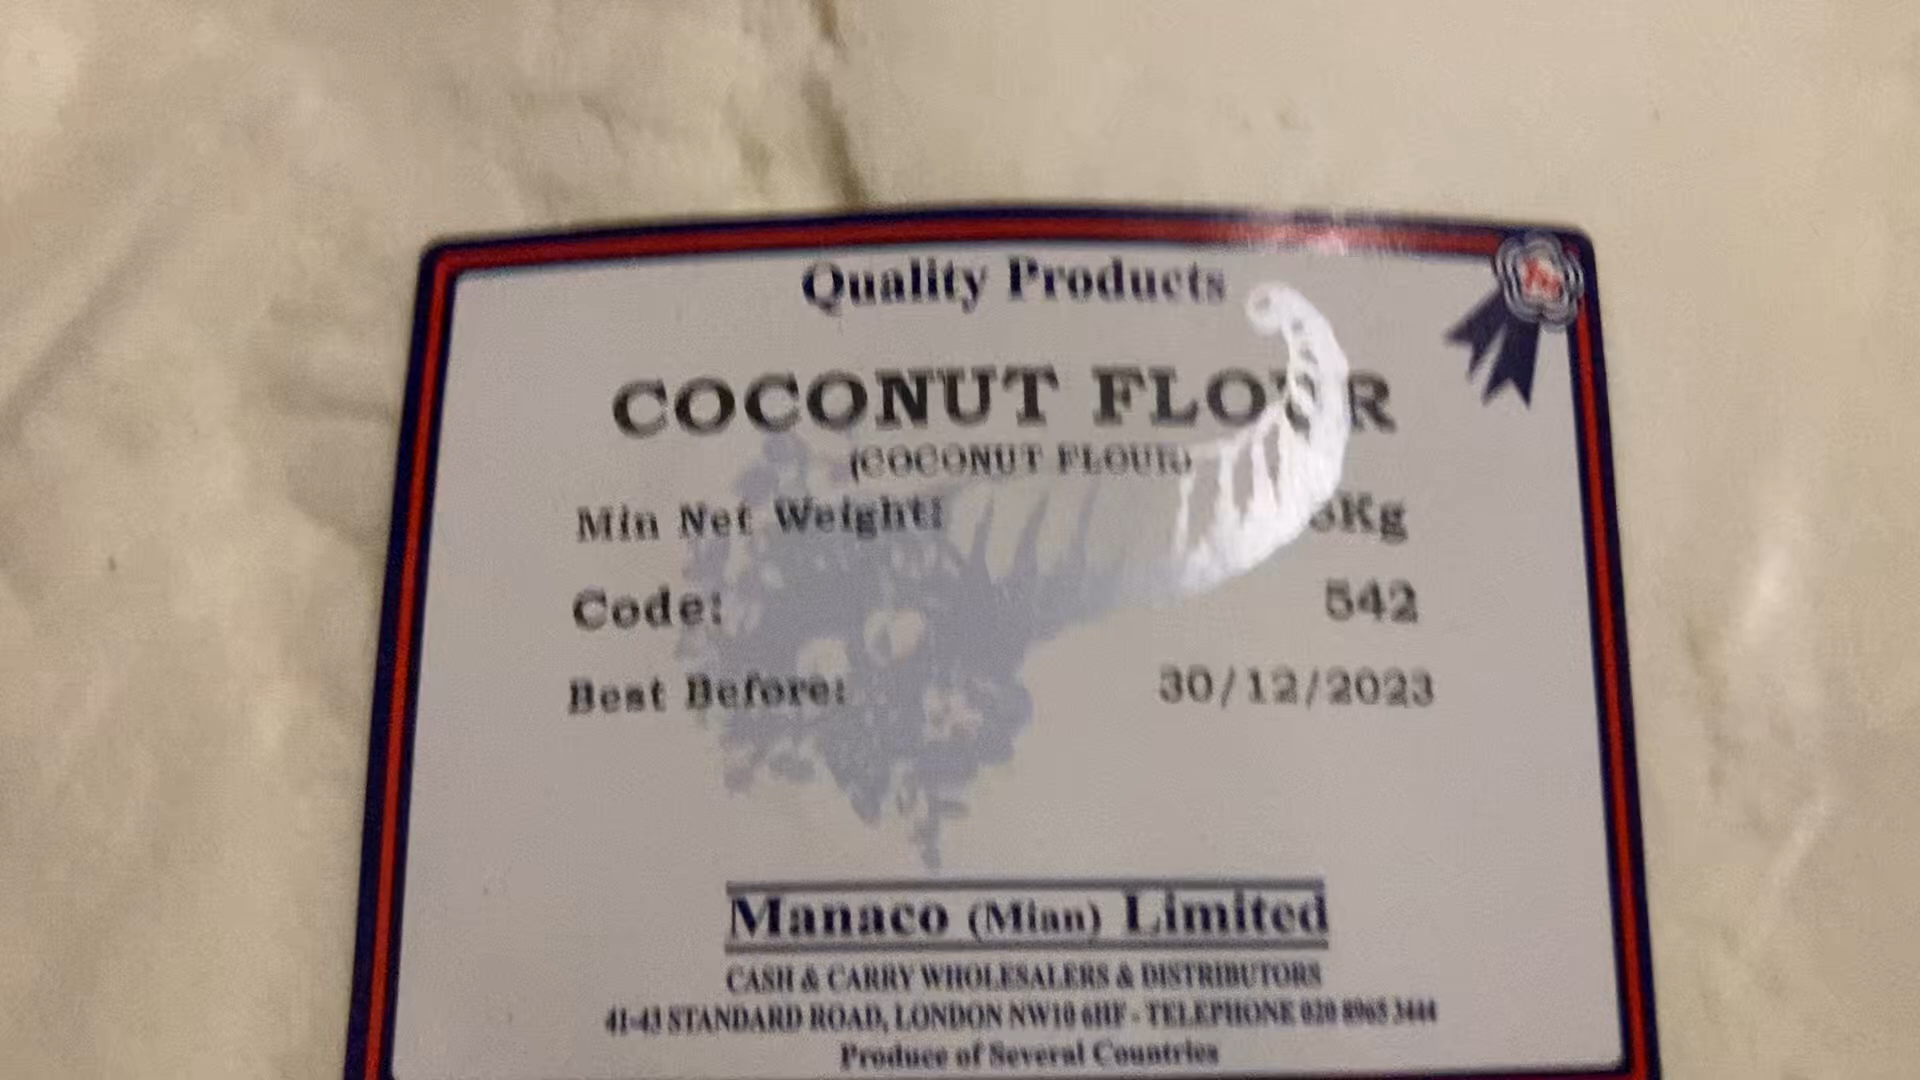 Quality Products
COCONUT FLOUR
(COCONUT FLOUR)
Min Net Weight: Kg
Code: 542
Best Before: 30/12/2023
Manaco (Mian) Limited
CASH & CARRY WHOLESALERS & DISTRIBUTORS
41-43 STANDARD ROAD, LONDON NW10 6HF - TELEPHONE 020 8965 3444
Produce of Several Countries